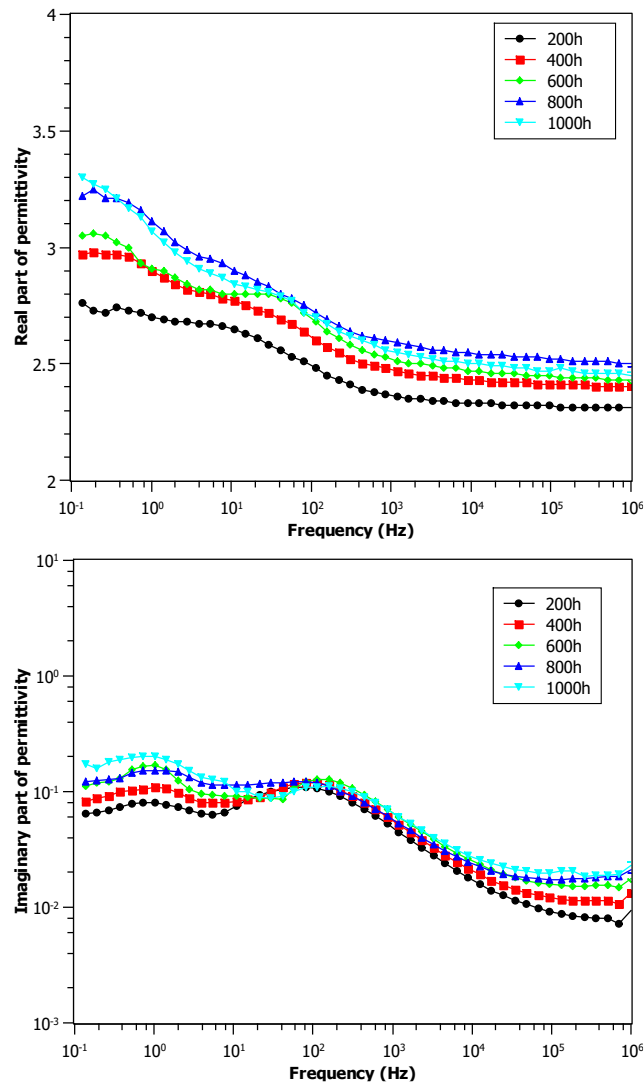 4
3.5
3
2.5
2
Real part of permittivity
200h
400h
600h
800h
1000h
10-1 100 101 102 103 104 105 106
Frequency (Hz)
101
100
10-1
10-2
10-3
Imaginary part of permittivity
200h
400h
600h
800h
1000h
10-1 100 101 102 103 104 105 106
Frequency (Hz)